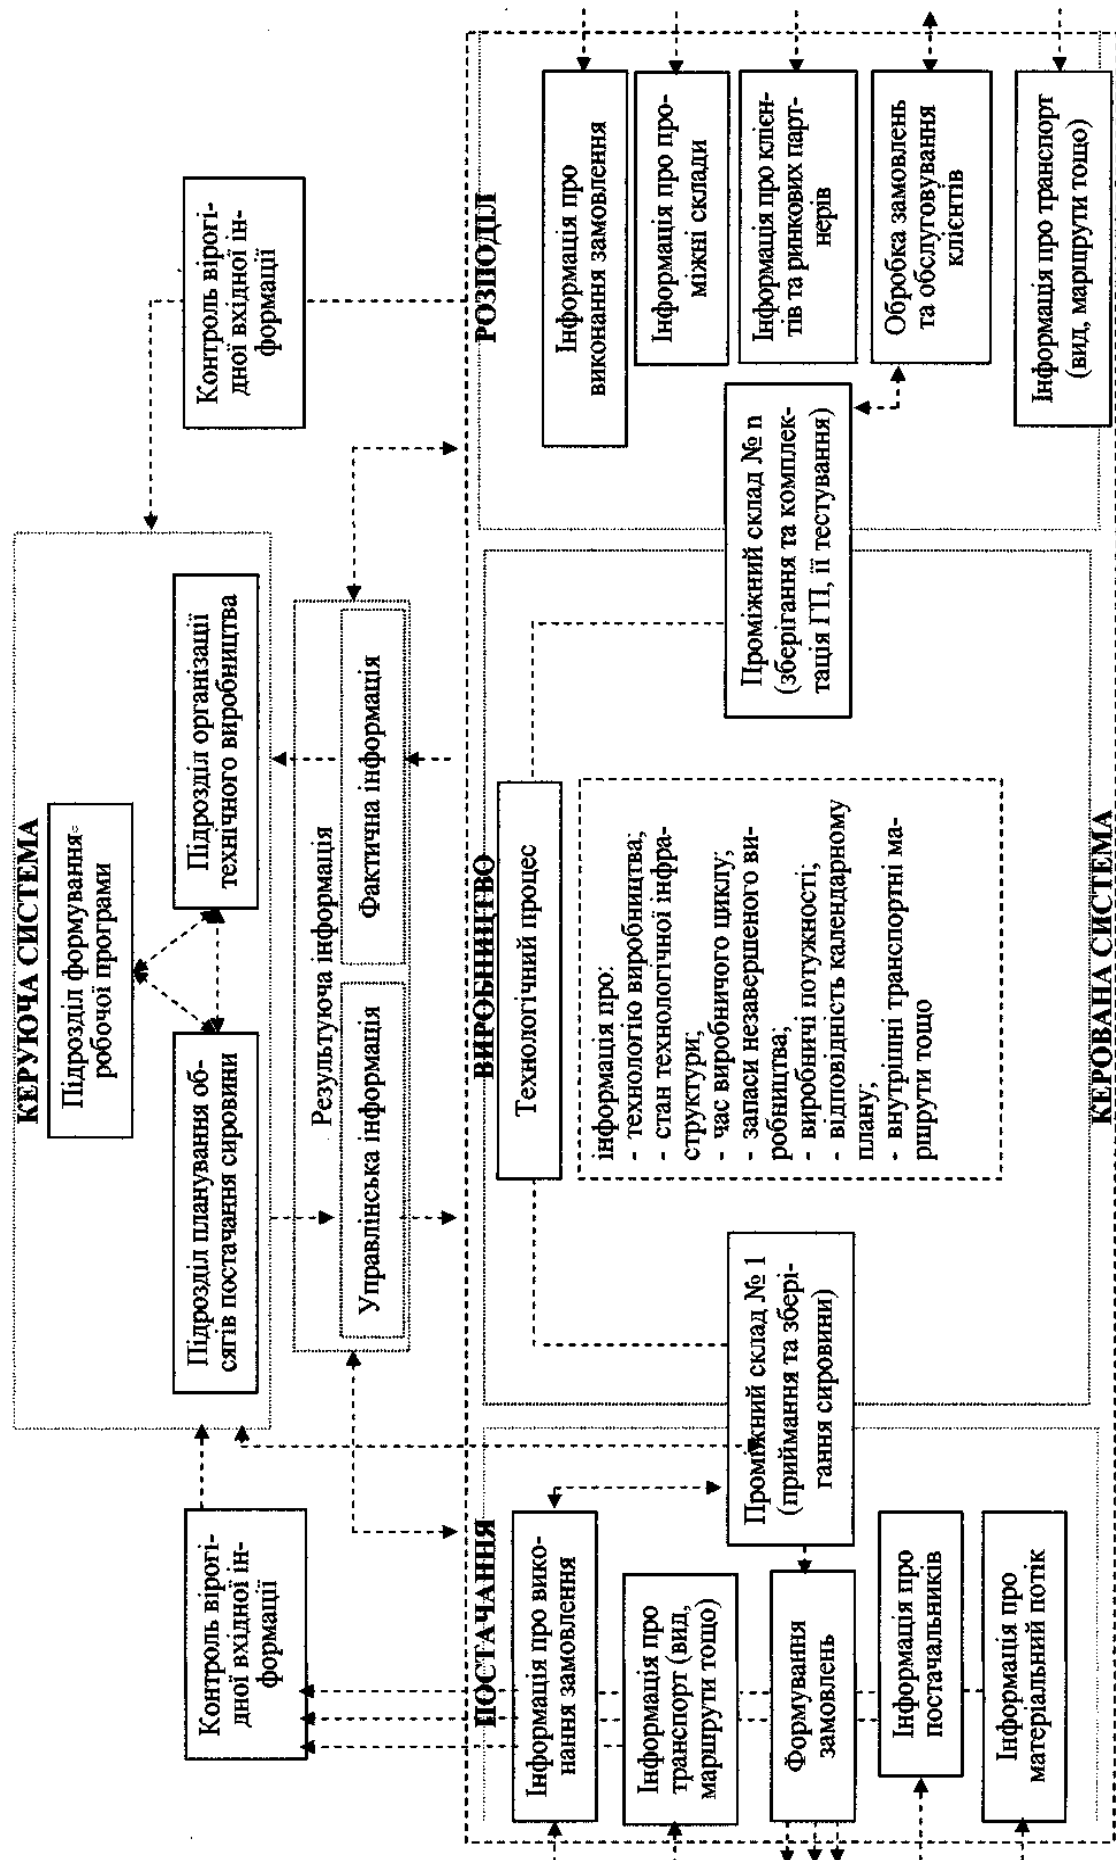 КЕРУЮЧА СИСТЕМА
Підрозділ формування
робочої програми
Підрозділ планування об-
сягів постачання сировини
Підрозділ організації
технічного виробництва
Контроль вірогі-
дної вхідної ін-
формації
Контроль вірогі-
дної вхідної ін-
формації
Результуюча інформація
Управлінська інформація
Фактична інформація
ПОСТАЧАННЯ
Інформація про вико-
нання замовлення
Інформація про
транспорт (вид,
маршрути тощо)
Формування
замовлень
Інформація про
постачальників
Інформація про
матеріальний потік
Проміжний склад № 1
(приймання та збері-
гання сировини)
ВИРОБНИЦТВО
Технологічний процес
інформація про:
- технологію виробництва;
- стан технологічної інфра-
структури;
- час виробничого циклу;
- запаси незавершеного ви-
робництва;
- виробничі потужності;
- відповідність календарному
плану;
- внутрішні транспортні ма-
ршрути тощо
Проміжний склад № n
(зберігання та комплек-
тація ГП, її тестування)
РОЗПОДІЛ
Інформація про
виконання замовлення
Інформація про про-
міжні склади
Інформація про клієн-
тів та ринкових парт-
нерів
Обробка замовлень
та обслуговування
клієнтів
Інформація про транспорт
(вид, маршрути тощо)
КЕРОВАНА СИСТЕМА